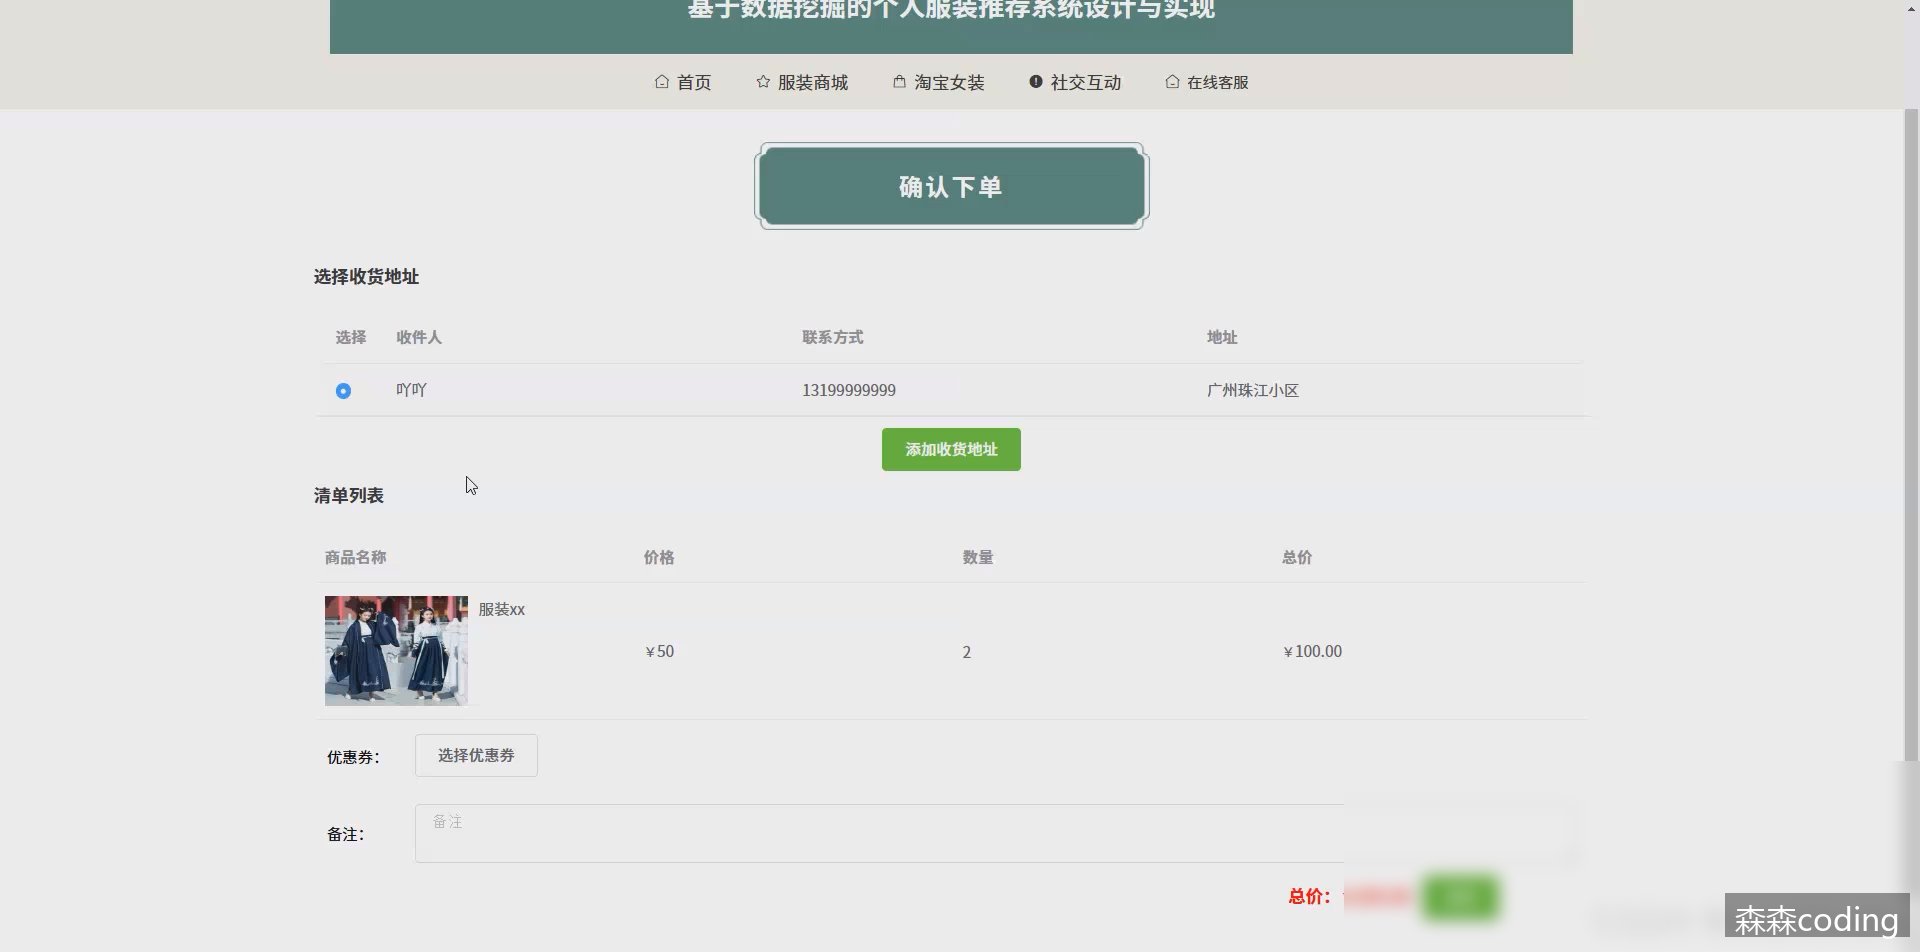 基于数据挖掘的个人服装推荐系统设计与实现
首页 服装商城 淘宝女装 社交互动 在线客服
确认下单
选择收货地址
选择 收件人 联系方式 地址
吖吖 13199999999 广州珠江小区
添加收货地址
清单列表
商品名称 价格 数量 总价
服装xx
￥50 2 ￥100.00
优惠券： 选择优惠券
备注： 备注
总价：
森森coding